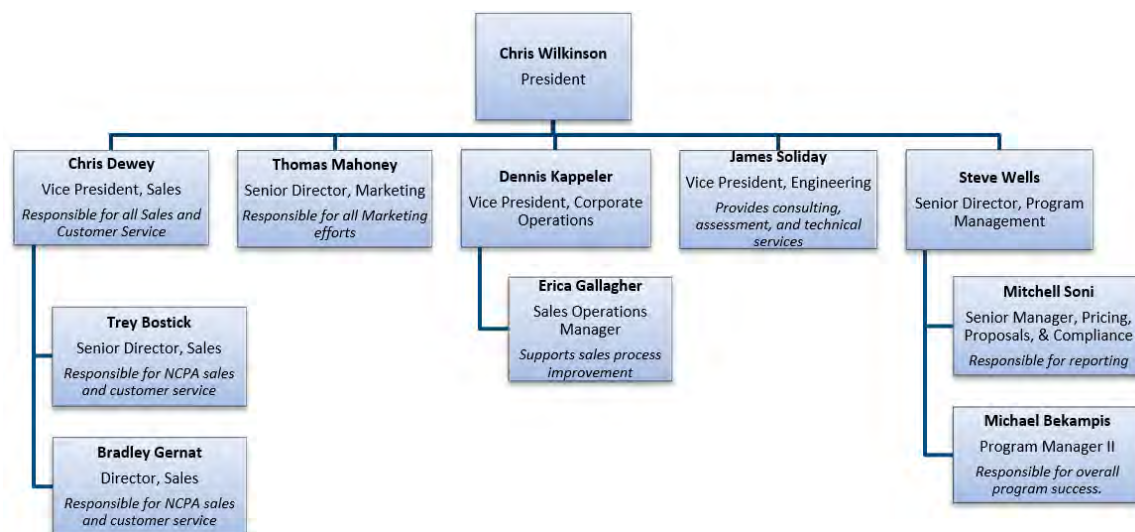 Chris Wilkinson
President
Chris Dewey
Vice President, Sales
Responsible for all Sales and
Customer Service
Thomas Mahoney
Senior Director, Marketing
Responsible for all Marketing
efforts
Dennis Kappeler
Vice President, Corporate
Operations
James Soliday
Vice President, Engineering
Provides consulting,
assessment, and technical
services
Steve Wells
Senior Director, Program
Management
Trey Bostick
Senior Director, Sales
Responsible for NCPA sales
and customer service
Bradley Gernat
Director, Sales
Responsible for NCPA sales
and customer service
Erica Gallagher
Sales Operations
Manager
Supports sales process
improvement
Mitchell Soni
Senior Manager, Pricing,
Proposals, & Compliance
Responsible for reporting
Michael Bekampis
Program Manager II
Responsible for overall
program success.